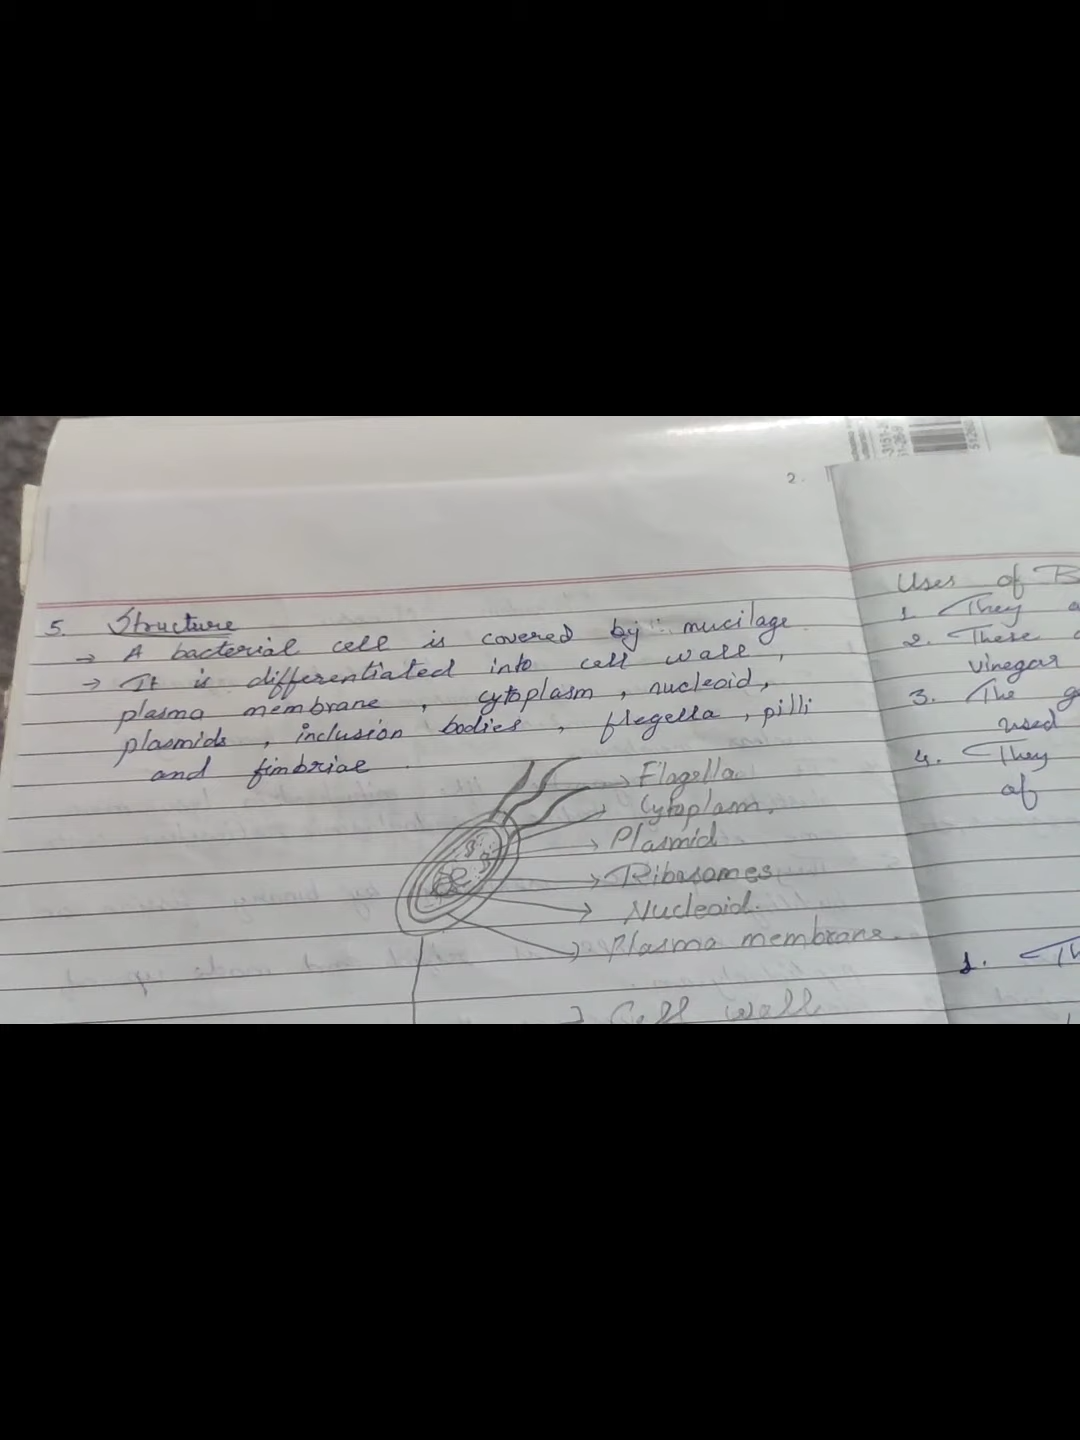 2.
5. Structure
→ A bacterial cell is covered by mucilage.
→ It is differentiated into cell wall,
plasma membrane, cytoplasm, nucleoid,
plasmids, inclusion bodies, flegella, pilli
and fimbriae.
Flagella
Cytoplasm.
Plasmid
Ribosomes
Nucleoid.
Plasma membrane.
Cell wall
Uses of B
1. They
2. These
vinegar
3. The
used
4. They
of
1.